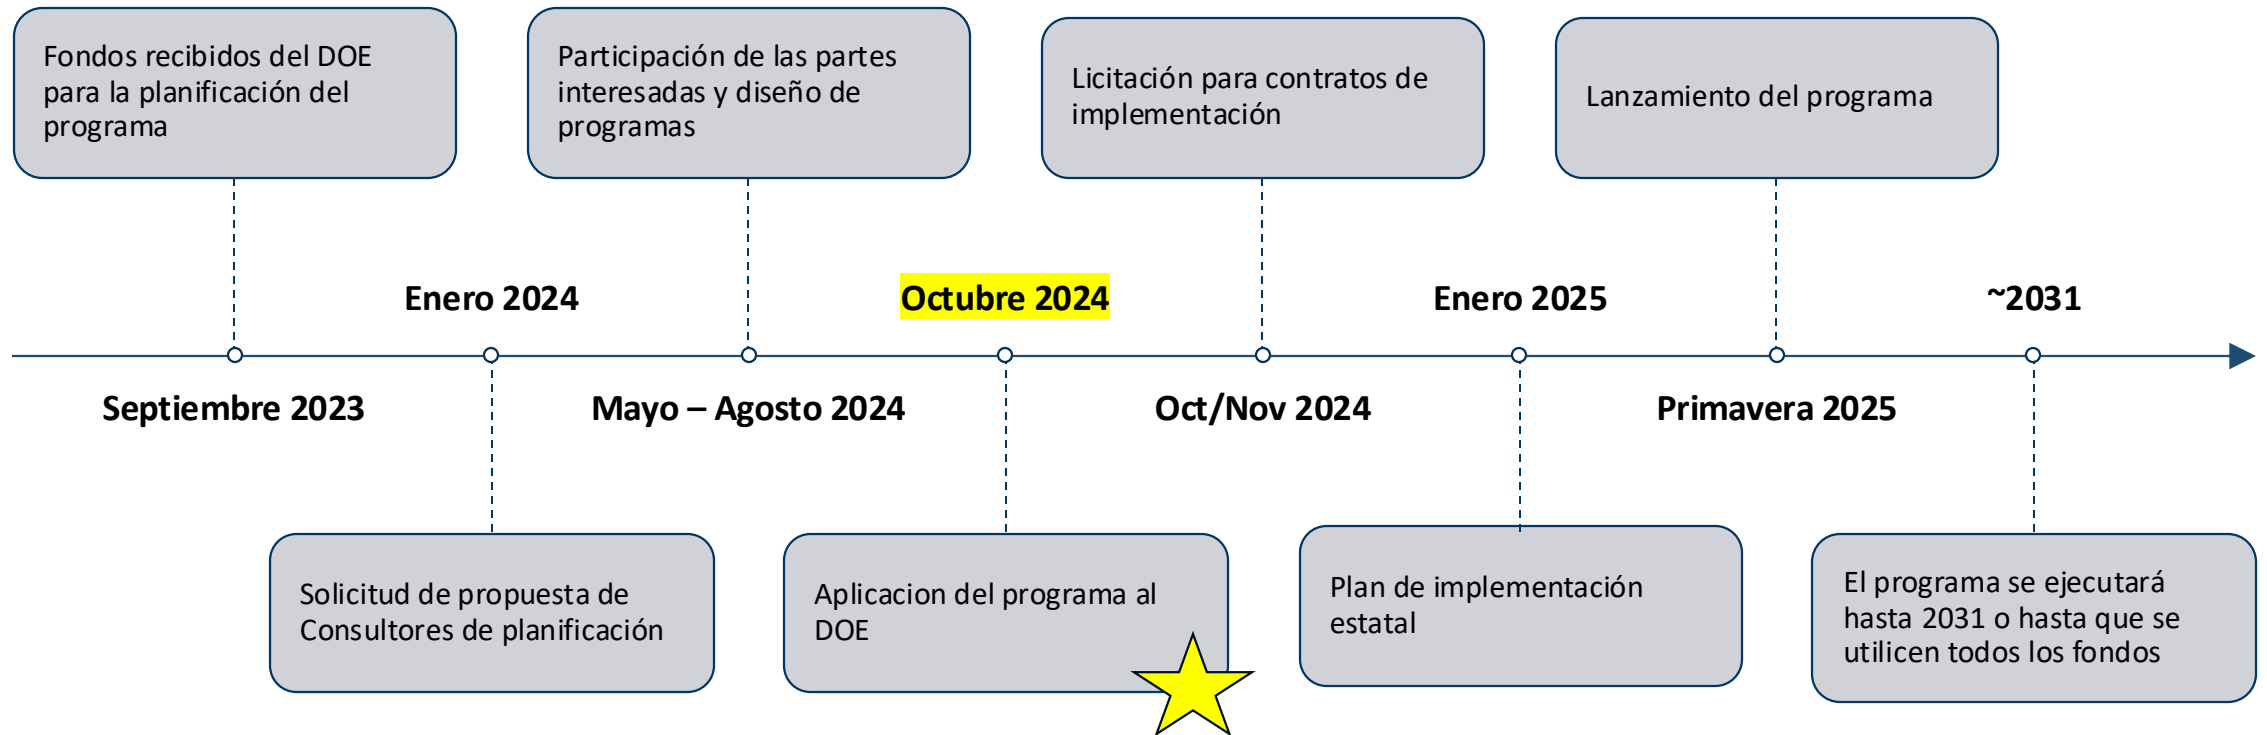 Fondos recibidos del DOE
para la planificación del
programa
Participación de las partes
interesadas y diseño de
programas
Licitación para contratos de
implementación
Lanzamiento del programa
Enero 2024
Octubre 2024
Enero 2025
~2031
Septiembre 2023
Mayo – Agosto 2024
Oct/Nov 2024
Primavera 2025
Solicitud de propuesta de
Consultores de planificación
Aplicacion del programa al
DOE
Plan de implementación
estatal
El programa se ejecutará
hasta 2031 o hasta que se
utilicen todos los fondos